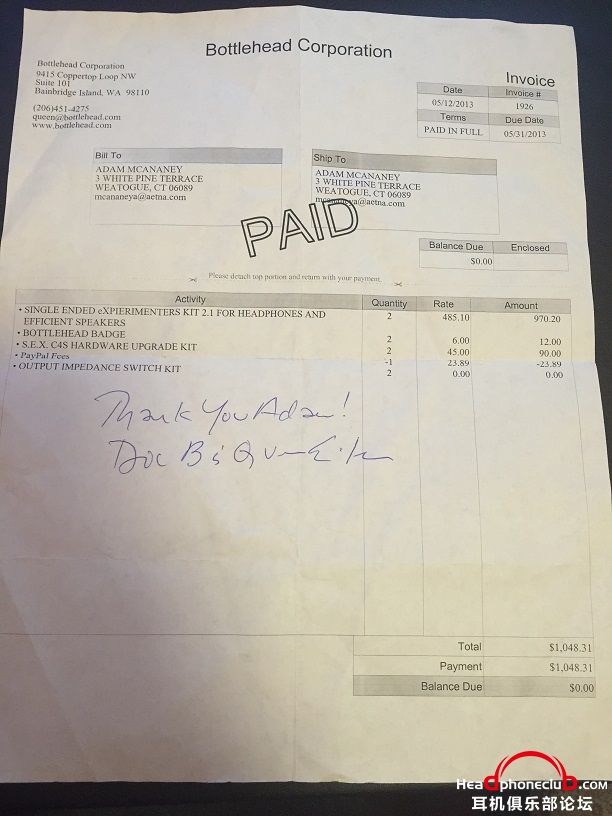 Bottlehead Corporation
Bottlehead Corporation
9415 Coppertop Loop NW
Suite 101
Bainbridge Island, WA 98110
(206)451-4275
queen@bottlehead.com
www.bottlehead.com
Invoice
Date Invoice #
05/12/2013 1926
Terms Due Date
PAID IN FULL 05/31/2013
Bill To
ADAM MCANANEY
3 WHITE PINE TERRACE
WEATOGUE, CT 06089
mcananeya@aetna.com
Ship To
ADAM MCANANEY
3 WHITE PINE TERRACE
WEATOGUE, CT 06089
mcananeya@aetna.com
PAID
Balance Due Enclosed
$0.00
Please detach top portion and return with your payment.
Activity Quantity Rate Amount
• SINGLE ENDED eXPIERIMENTERS KIT 2.1 FOR HEADPHONES AND 2 485.10 970.20
EFFICIENT SPEAKERS
• BOTTLEHEAD BADGE 2 6.00 12.00
• S.E.X. C4S HARDWARE UPGRADE KIT 2 45.00 90.00
• PayPal Fees -1 23.89 -23.89
• OUTPUT IMPEDANCE SWITCH KIT 2 0.00 0.00
Thank You Adam!
Doc B
Total $1,048.31
Payment $1,048.31
Balance Due $0.00
Headphoneclub.com
耳机俱乐部论坛